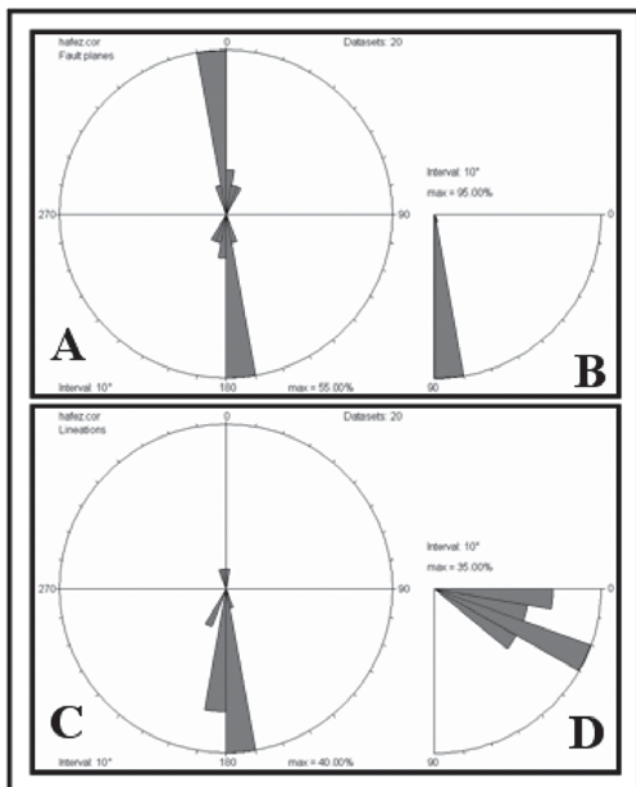 hafez.cor
Fault planes
0
Datasets: 20
270
90
Interval: 10°
max = 95.00%
0
90
A
B
Interval: 10°
180
max = 55.00%
hafez.cor
Lineations
0
Datasets: 20
270
90
Interval: 10°
max = 35.00%
0
90
C
D
Interval: 10°
180
max = 40.00%